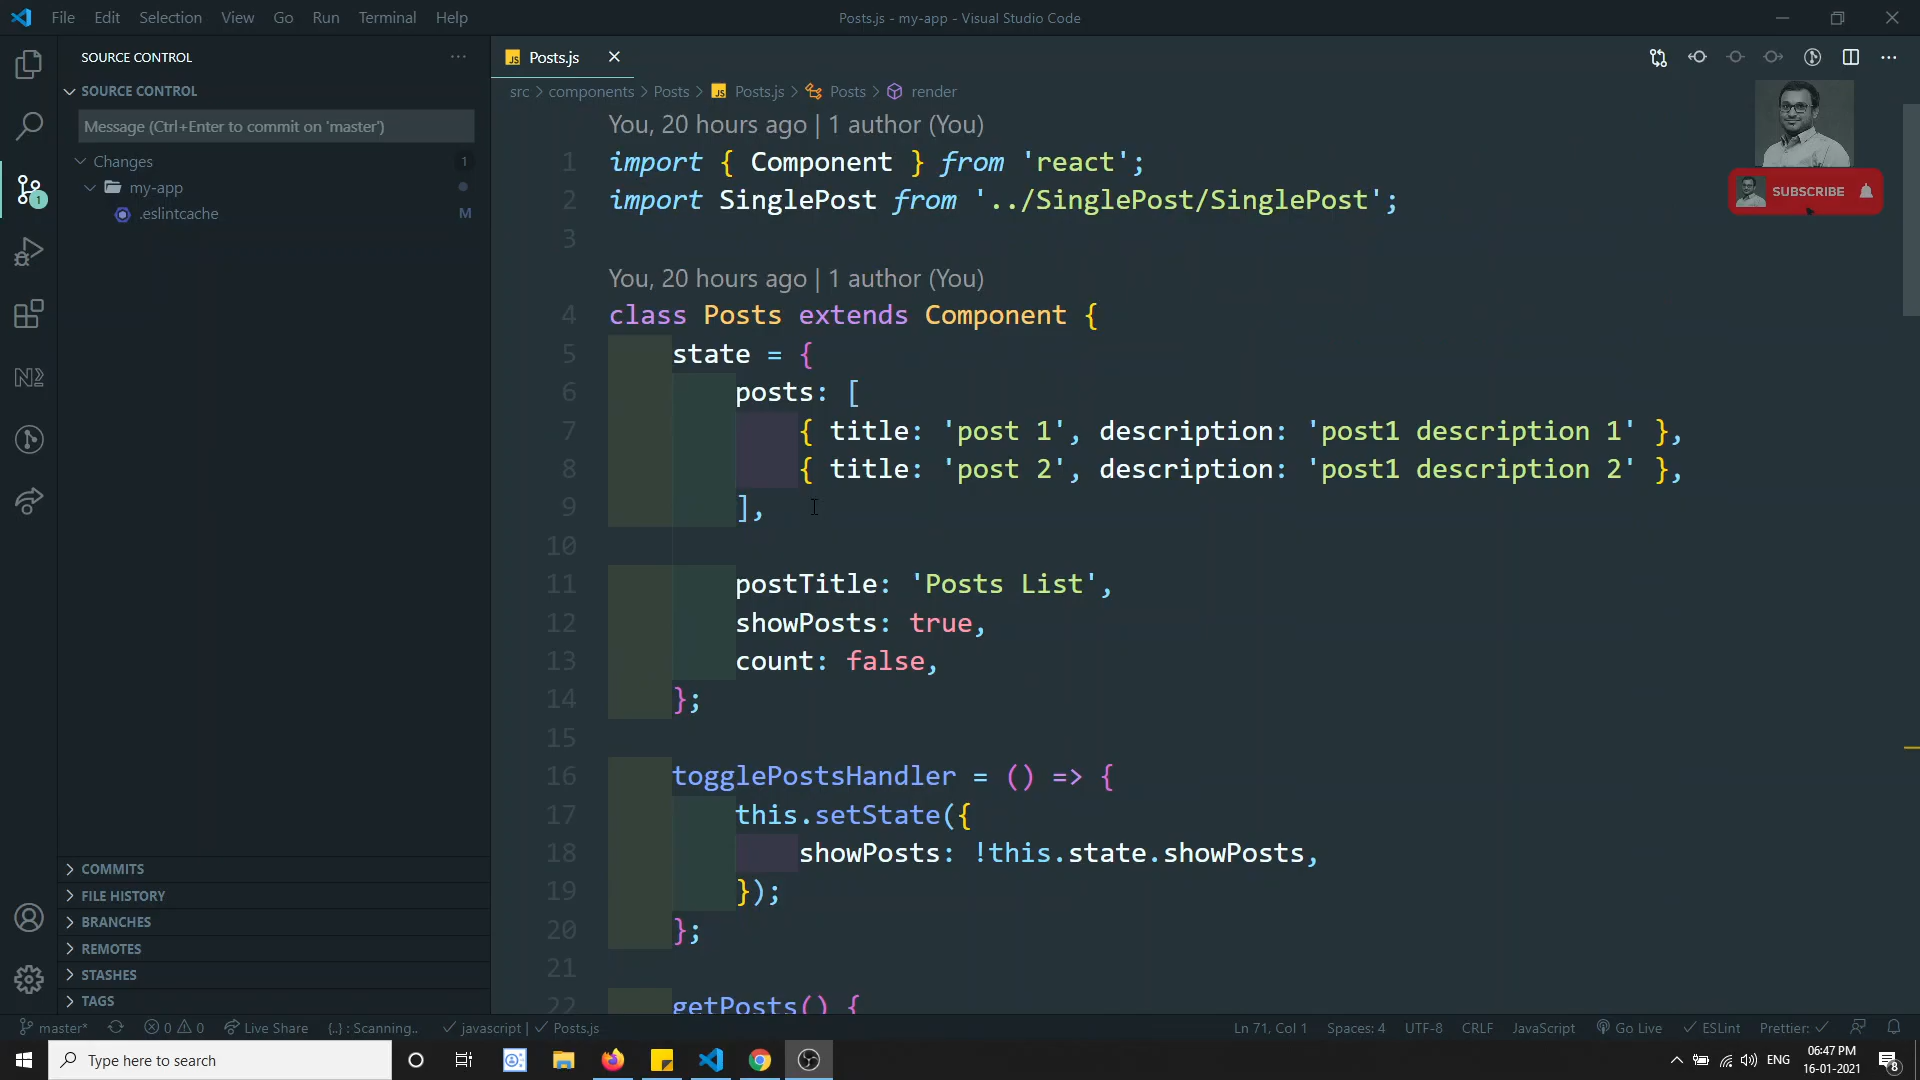 File Edit Selection View Go Run Terminal Help
Posts.js - my-app - Visual Studio Code
SOURCE CONTROL
SOURCE CONTROL
Message (Ctrl+Enter to commit on 'master')
Changes 1
my-app
.eslintcache M
COMMITS
FILE HISTORY
BRANCHES
REMOTES
STASHES
TAGS
JS Posts.js
src > components > Posts > JS Posts.js > Posts > render
SUBSCRIBE
You, 20 hours ago | 1 author (You)
1 import { Component } from 'react';
2 import SinglePost from '../SinglePost/SinglePost';
3
You, 20 hours ago | 1 author (You)
4 class Posts extends Component {
5 state = {
6 posts: [
7 { title: 'post 1', description: 'post1 description 1' },
8 { title: 'post 2', description: 'post1 description 2' },
9 ],
10
11 postTitle: 'Posts List',
12 showPosts: true,
13 count: false,
14 };
15
16 togglePostsHandler = () => {
17 this.setState({
18 showPosts: !this.state.showPosts,
19 });
20 };
21
22 getPosts() {
master* 0 0 Live Share {..} : Scanning.. javascript | Posts.js
Ln 71, Col 1 Spaces: 4 UTF-8 CRLF JavaScript Go Live ESLint Prettier:
Type here to search
ENG
06:47 PM
16-01-2021
8